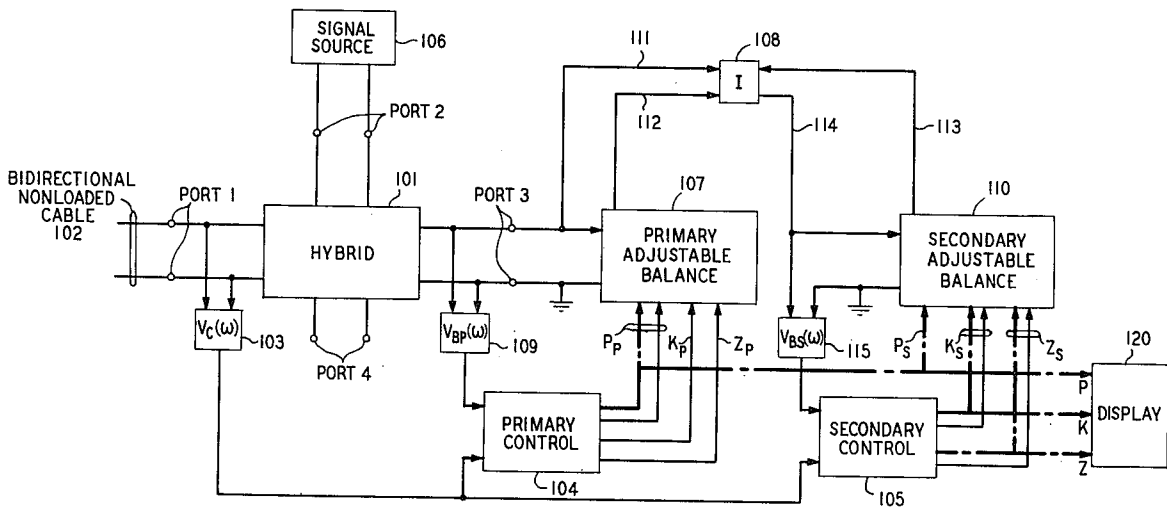 SIGNAL
SOURCE
106
111
108
I
112
114
113
PORT 2
BIDIRECTIONAL
NONLOADED
CABLE
102
PORT 1
101
HYBRID
PORT 3
107
PRIMARY
ADJUSTABLE
BALANCE
110
SECONDARY
ADJUSTABLE
BALANCE
V_C(ω)
103
PORT 4
V_BP(ω)
109
P_P
K_P
Z_P
V_BS(ω)
115
P_S
K_S
Z_S
120
P
K
Z
DISPLAY
PRIMARY
CONTROL
104
SECONDARY
CONTROL
105